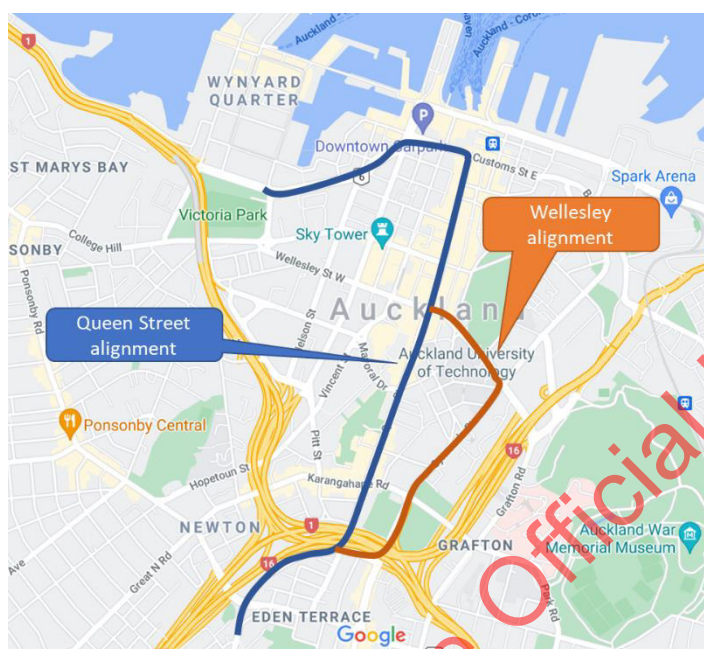 1
WYNYARD
QUARTER
P
Downtown Carpark
ST MARYS BAY
6
Customs St E
Spark Arena
Victoria Park
SONBY
College Hill
Sky Tower
Wellesley
alignment
Wellesley St W
Ponsonby Rd
Auckland
Queen Street
alignment
Nelson St
Vincent St
Mayoral Dr
Auckland University
of Technology
Ponsonby Central
Pitt St
16
Hopetoun St
Karangahape Rd
Grafton Rd
NEWTON
1
GRAFTON
Auckland War
Memorial Museum
Ave
Great N Rd
16
Park Rd
EDEN TERRACE
Google
Official